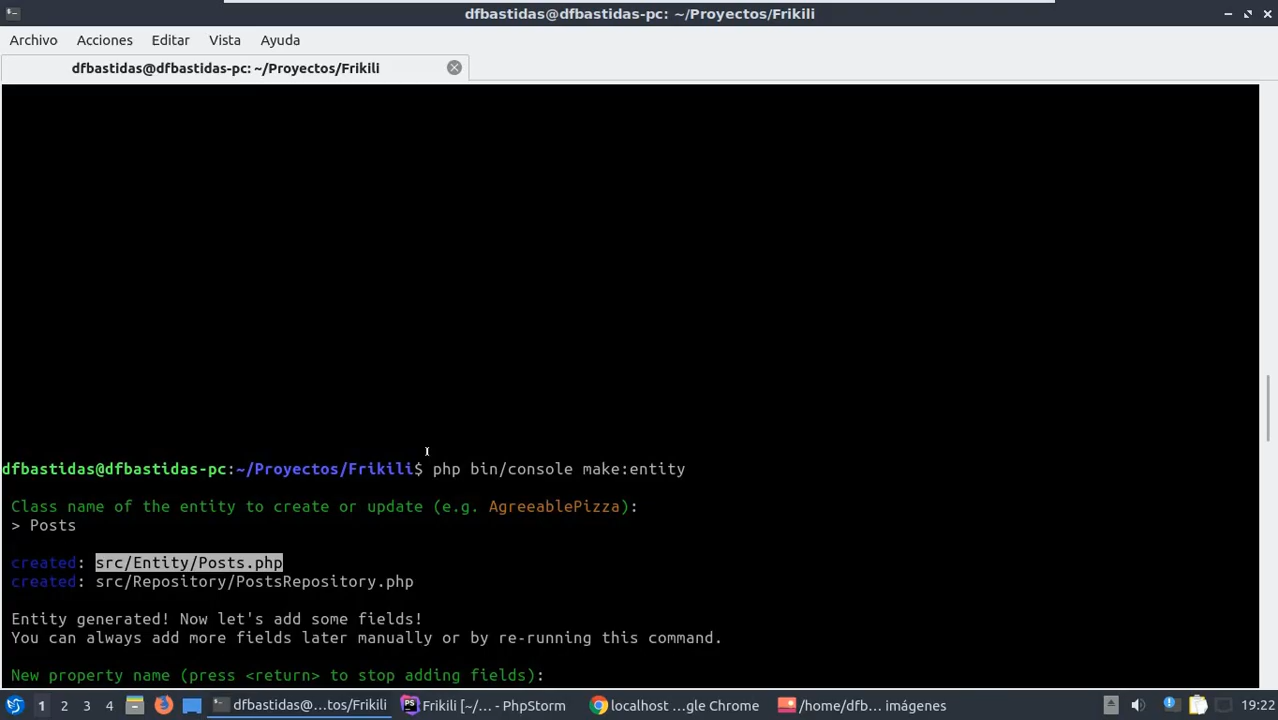 dfbastidas@dfbastidas-pc: ~/Proyectos/Frikili
Archivo Acciones Editar Vista Ayuda
dfbastidas@dfbastidas-pc: ~/Proyectos/Frikili
dfbastidas@dfbastidas-pc:~/Proyectos/Frikili$ php bin/console make:entity
Class name of the entity to create or update (e.g. AgreeablePizza):
> Posts
created: src/Entity/Posts.php
created: src/Repository/PostsRepository.php
Entity generated! Now let's add some fields!
You can always add more fields later manually or by re-running this command.
New property name (press <return> to stop adding fields):
1 2 3 4 dfbastidas@...tos/Frikili PS Frikili [~/... - PhpStorm localhost ...gle Chrome /home/dfb... imágenes 19:22